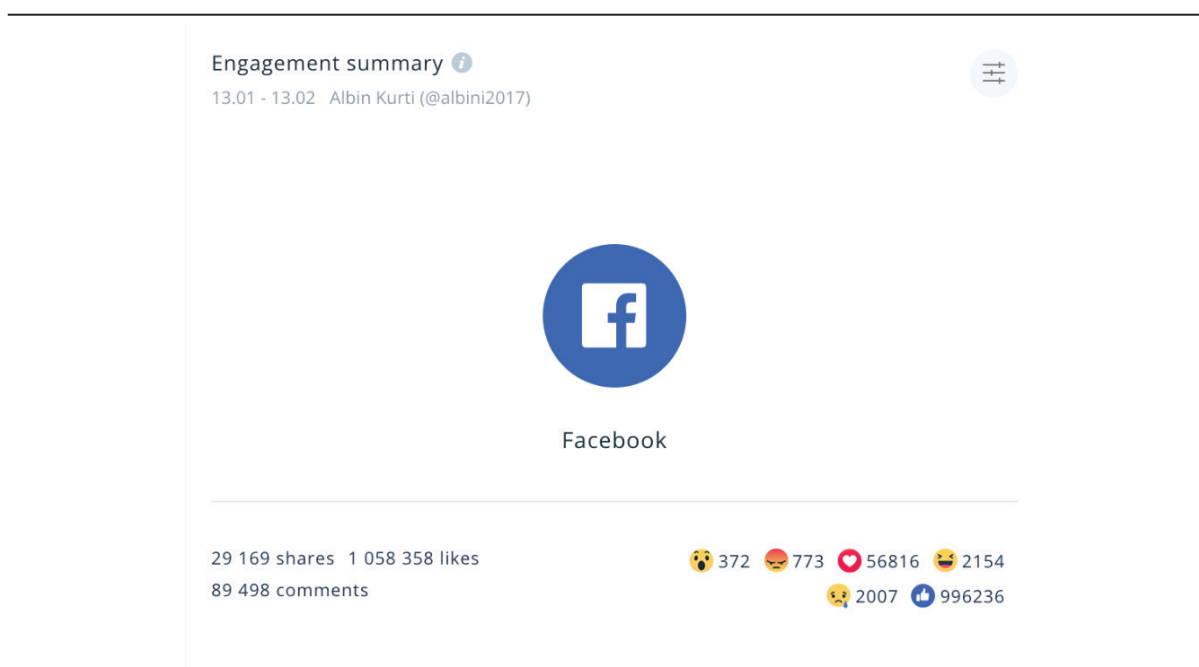 Engagement summary
13.01 - 13.02 Albin Kurti (@albini2017)
Facebook
29 169 shares 1 058 358 likes
89 498 comments
372 773 56816 2154
2007 996236